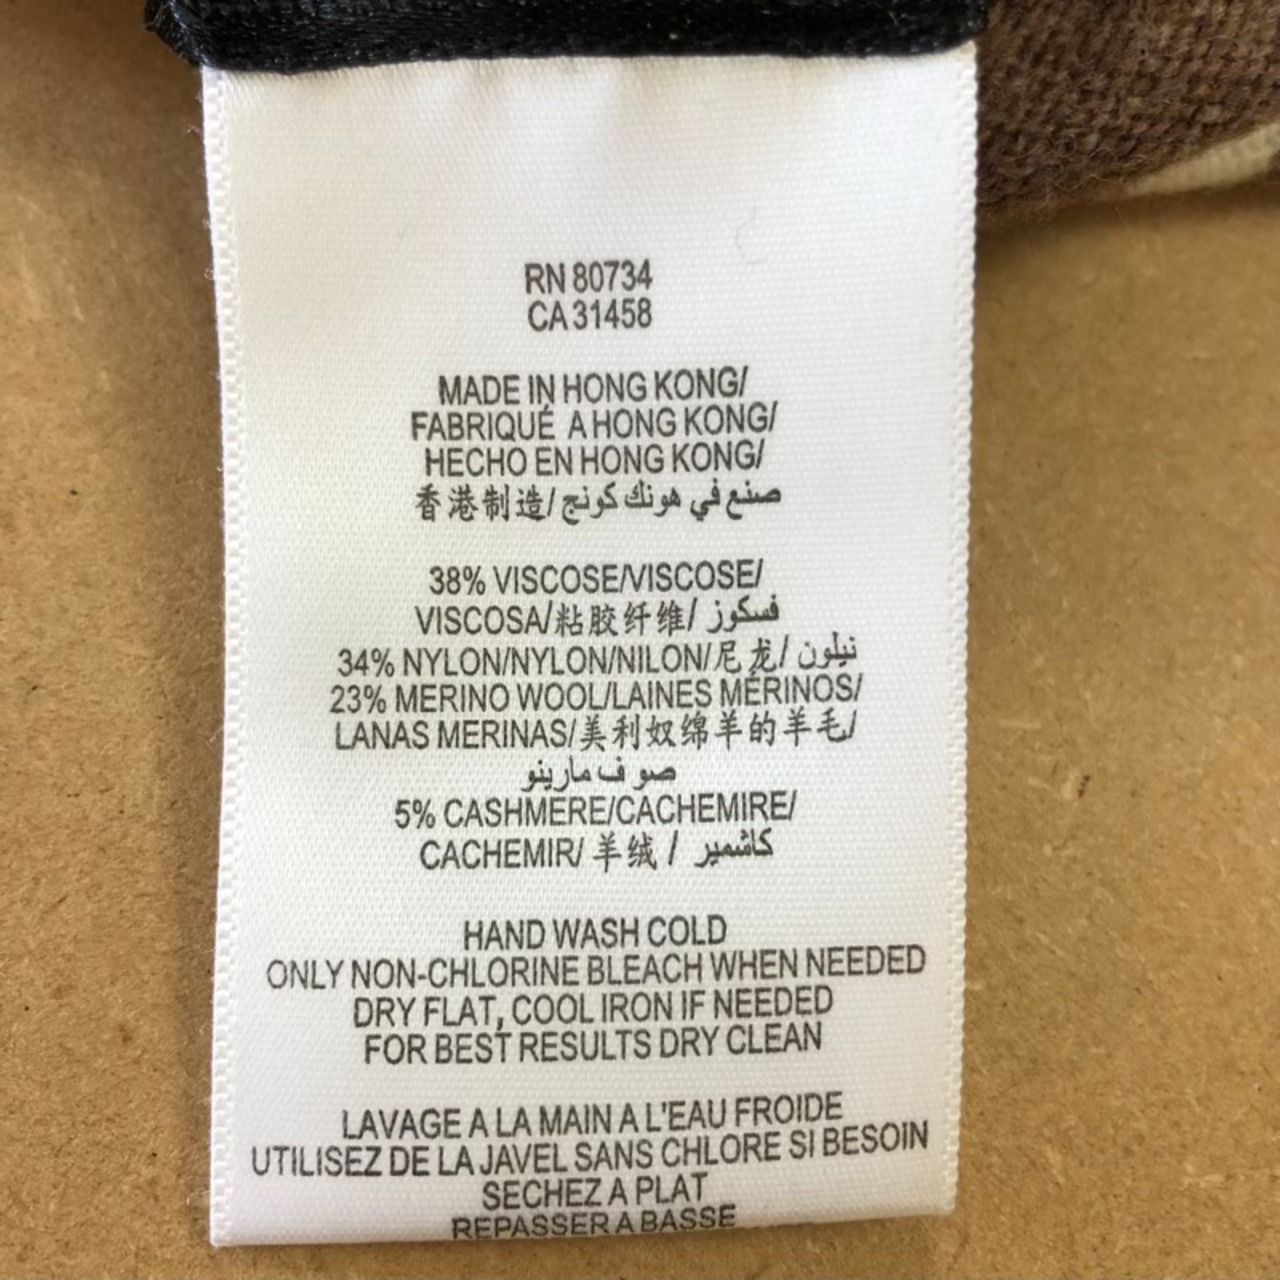 RN 80734
CA 31458
MADE IN HONG KONG/
FABRIQUÉ A HONG KONG/
HECHO EN HONG KONG/
香港制造/ صنع في هونك كونج
38% VISCOSE/VISCOSE/
VISCOSA/粘胶纤维/ فسكوز
34% NYLON/NYLON/NILON/尼龙/ نيلون
23% MERINO WOOL/LAINES MÉRINOS/
LANAS MERINAS/美利奴绵羊的羊毛/
صو ف مارينو
5% CASHMERE/CACHEMIRE/
CACHEMIR/ 羊绒 / كاشمير
HAND WASH COLD
ONLY NON-CHLORINE BLEACH WHEN NEEDED
DRY FLAT, COOL IRON IF NEEDED
FOR BEST RESULTS DRY CLEAN
LAVAGE A LA MAIN A L'EAU FROIDE
UTILISEZ DE LA JAVEL SANS CHLORE SI BESOIN
SECHEZ A PLAT
REPASSER A BASSE